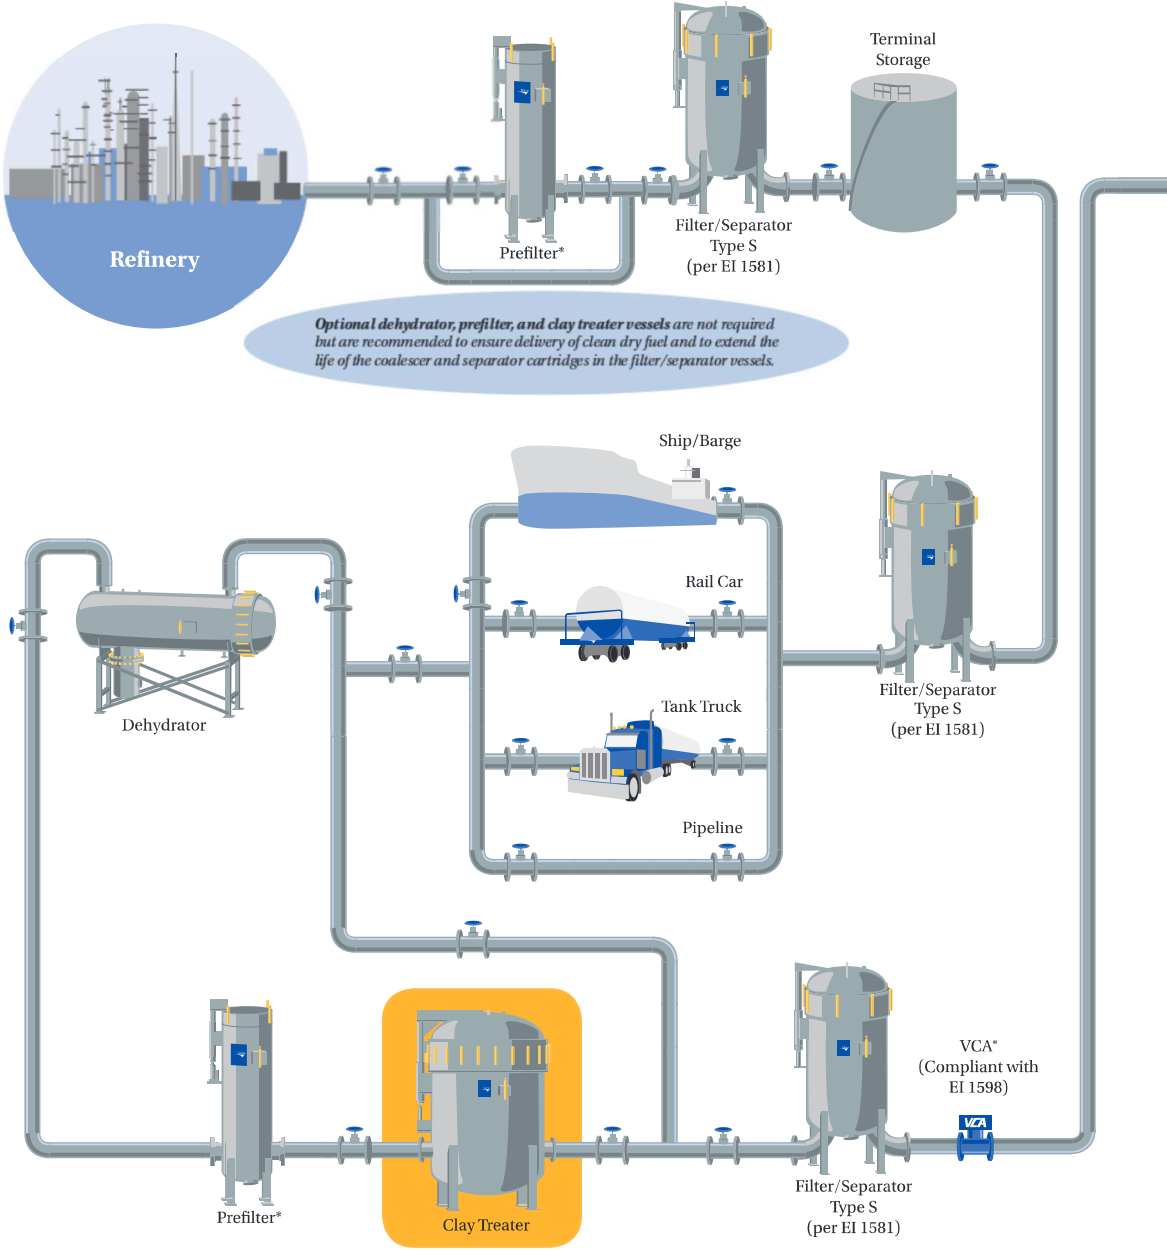 Terminal
Storage
Refinery
Prefilter*
Filter/Separator
Type S
(per EI 1581)
Optional dehydrator, prefilter, and clay treater vessels are not required
but are recommended to ensure delivery of clean dry fuel and to extend the
life of the coalescer and separator cartridges in the filter/separator vessels.
Ship/Barge
Rail Car
Tank Truck
Pipeline
Filter/Separator
Type S
(per EI 1581)
Dehydrator
VCA®
(Compliant with
EI 1598)
VCA
Prefilter*
Clay Treater
Filter/Separator
Type S
(per EI 1581)